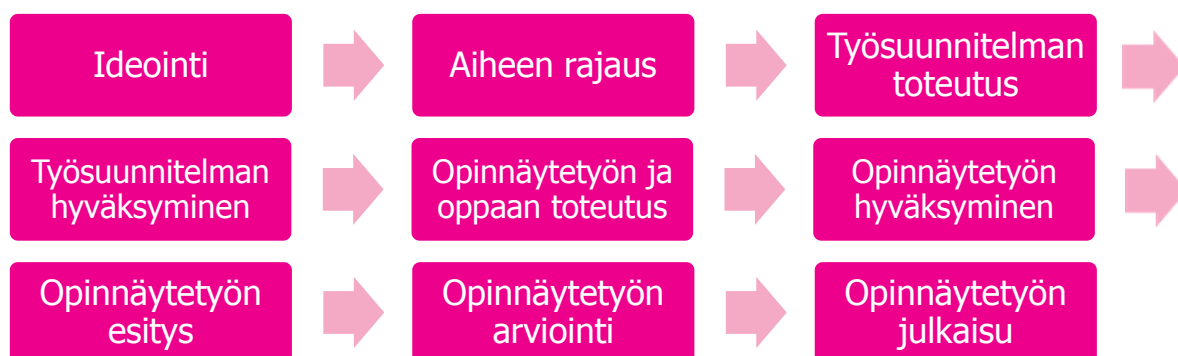 Ideointi
Aiheen rajaus
Työsuunnitelman
toteutus
Työsuunnitelman
hyväksyminen
Opinnäytetyön ja
oppaan toteutus
Opinnäytetyön
hyväksyminen
Opinnäytetyön
esitys
Opinnäytetyön
arviointi
Opinnäytetyön
julkaisu